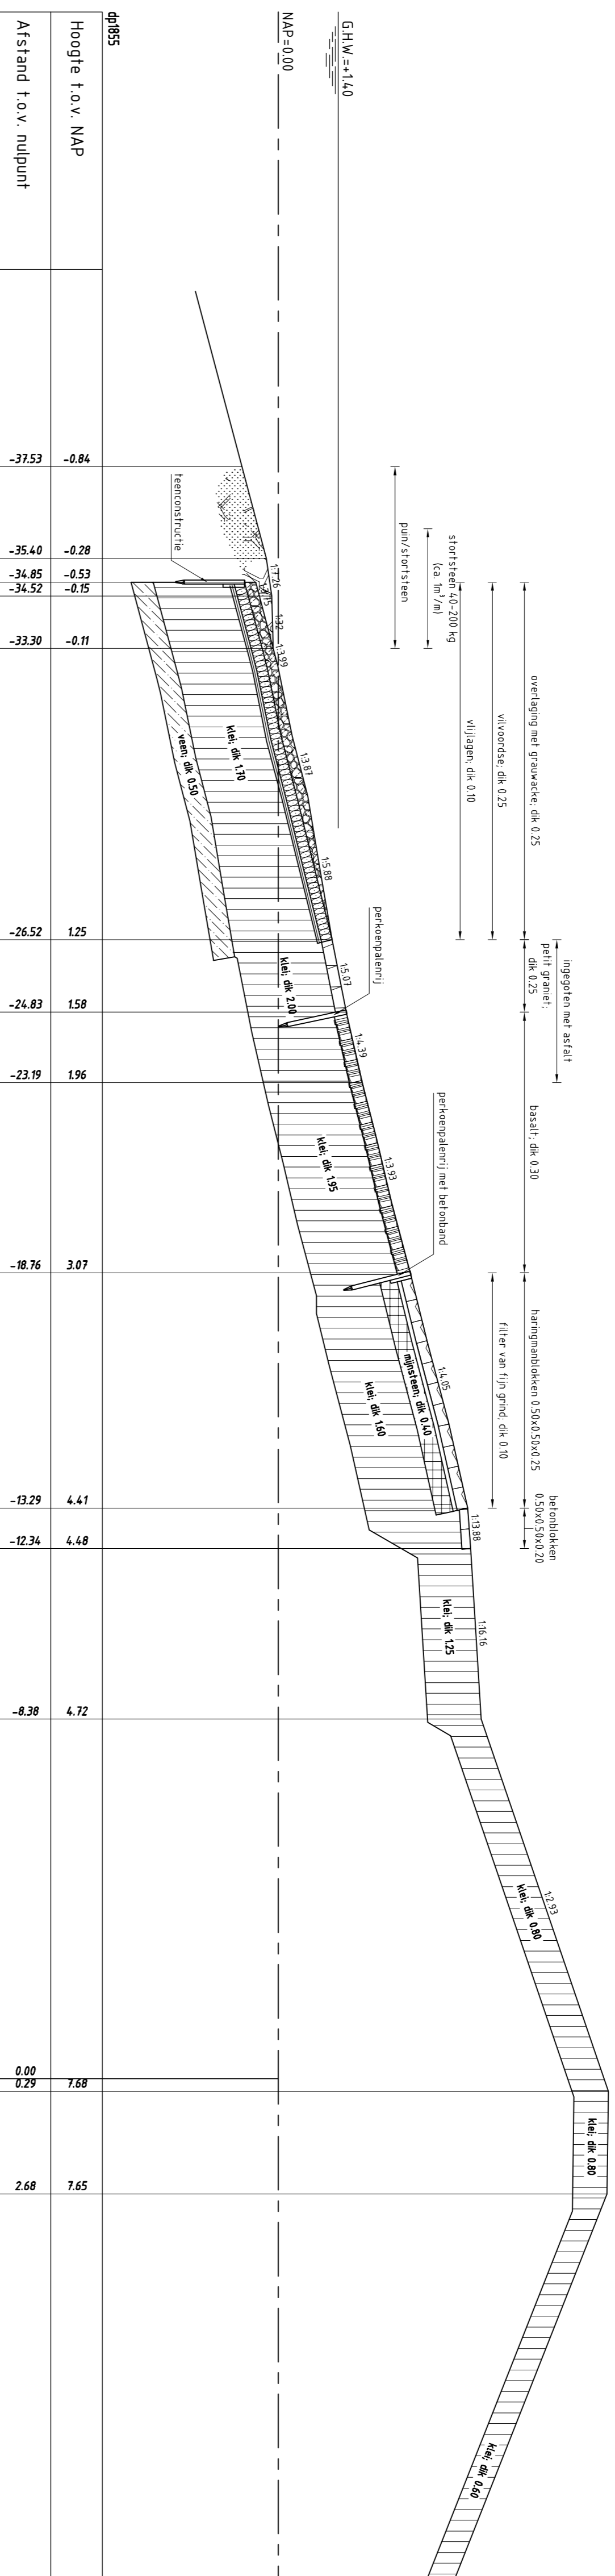 G.H.W.=+1.40
NAP=0.00
dp1855
Hoogte t.o.v. NAP
Afstand t.o.v. nulpunt
overlaging met grauwacke; dik 0.25
vilvoordse; dik 0.25
vlijlagen; dik 0.10
stortsteen 40-200 kg
(ca. 1m³/m)
puin/stortsteen
ingegoten met asfalt
petit graniet;
dik 0.25
basalt; dik 0.30
haringmanblokken 0.50x0.50x0.25
filter van fijn grind; dik 0.10
betonblokken
0.50x0.50x0.20
teenconstructie
perkoenpalenrij
perkoenpalenrij met betonband
1:7.26
1:32
1:3.99
1:3.87
1:5.88
1:5.07
1:4.39
1:3.93
1:4.05
1:13.88
1:16.16
1:2.93
veen; dik 0.50
klei; dik 1.70
klei; dik 2.00
klei; dik 1.95
klei; dik 1.60
mijnsteen; dik 0.40
klei; dik 1.25
klei; dik 0.80
klei; dik 0.80
klei; dik 0.60
-0.84
-0.28
-0.53
-0.15
-0.11
1.25
1.58
1.96
3.07
4.41
4.48
4.72
7.68
7.65
-37.53
-35.40
-34.85
-34.52
-33.30
-26.52
-24.83
-23.19
-18.76
-13.29
-12.34
-8.38
0.00
0.29
2.68